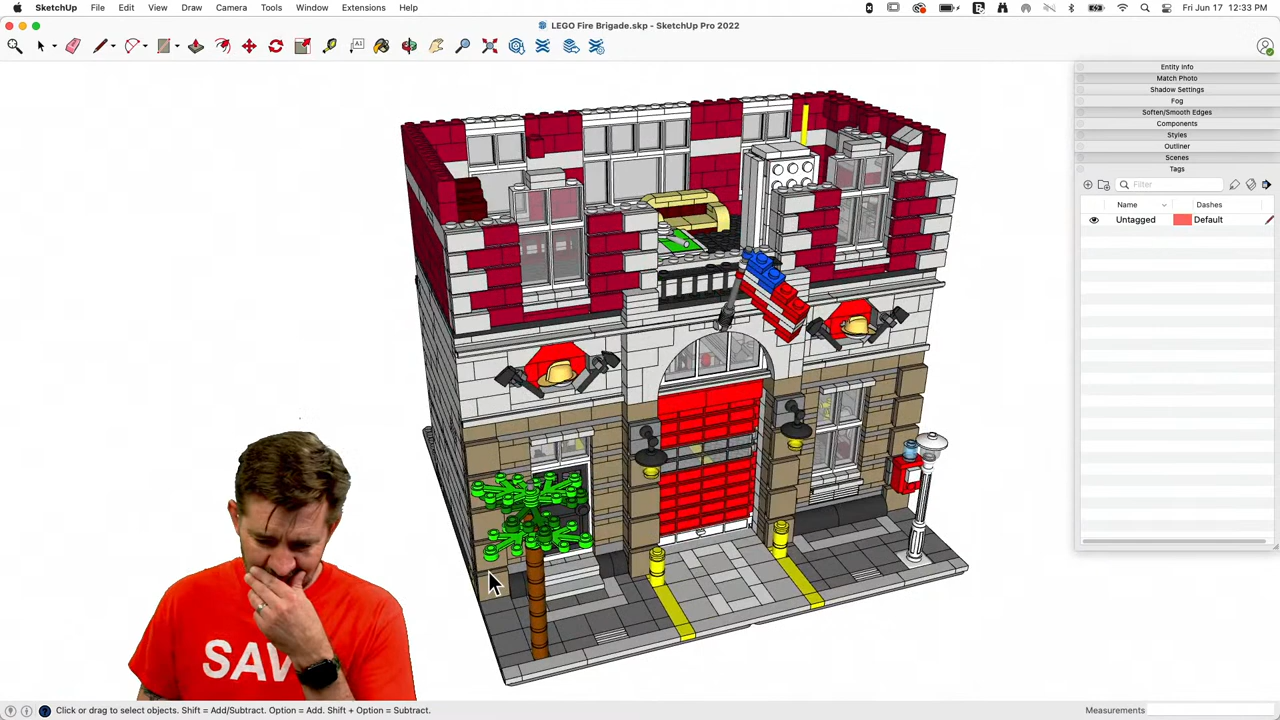 SketchUp File Edit View Draw Camera Tools Window Extensions Help
Fri Jun 17 12:33 PM
LEGO Fire Brigade.skp - SketchUp Pro 2022
Entity Info
Match Photo
Shadow Settings
Fog
Soften/Smooth Edges
Components
Styles
Outliner
Scenes
Tags
Filter
Name Dashes
Untagged Default
SAV
Click or drag to select objects. Shift = Add/Subtract. Option = Add. Shift + Option = Subtract.
Measurements